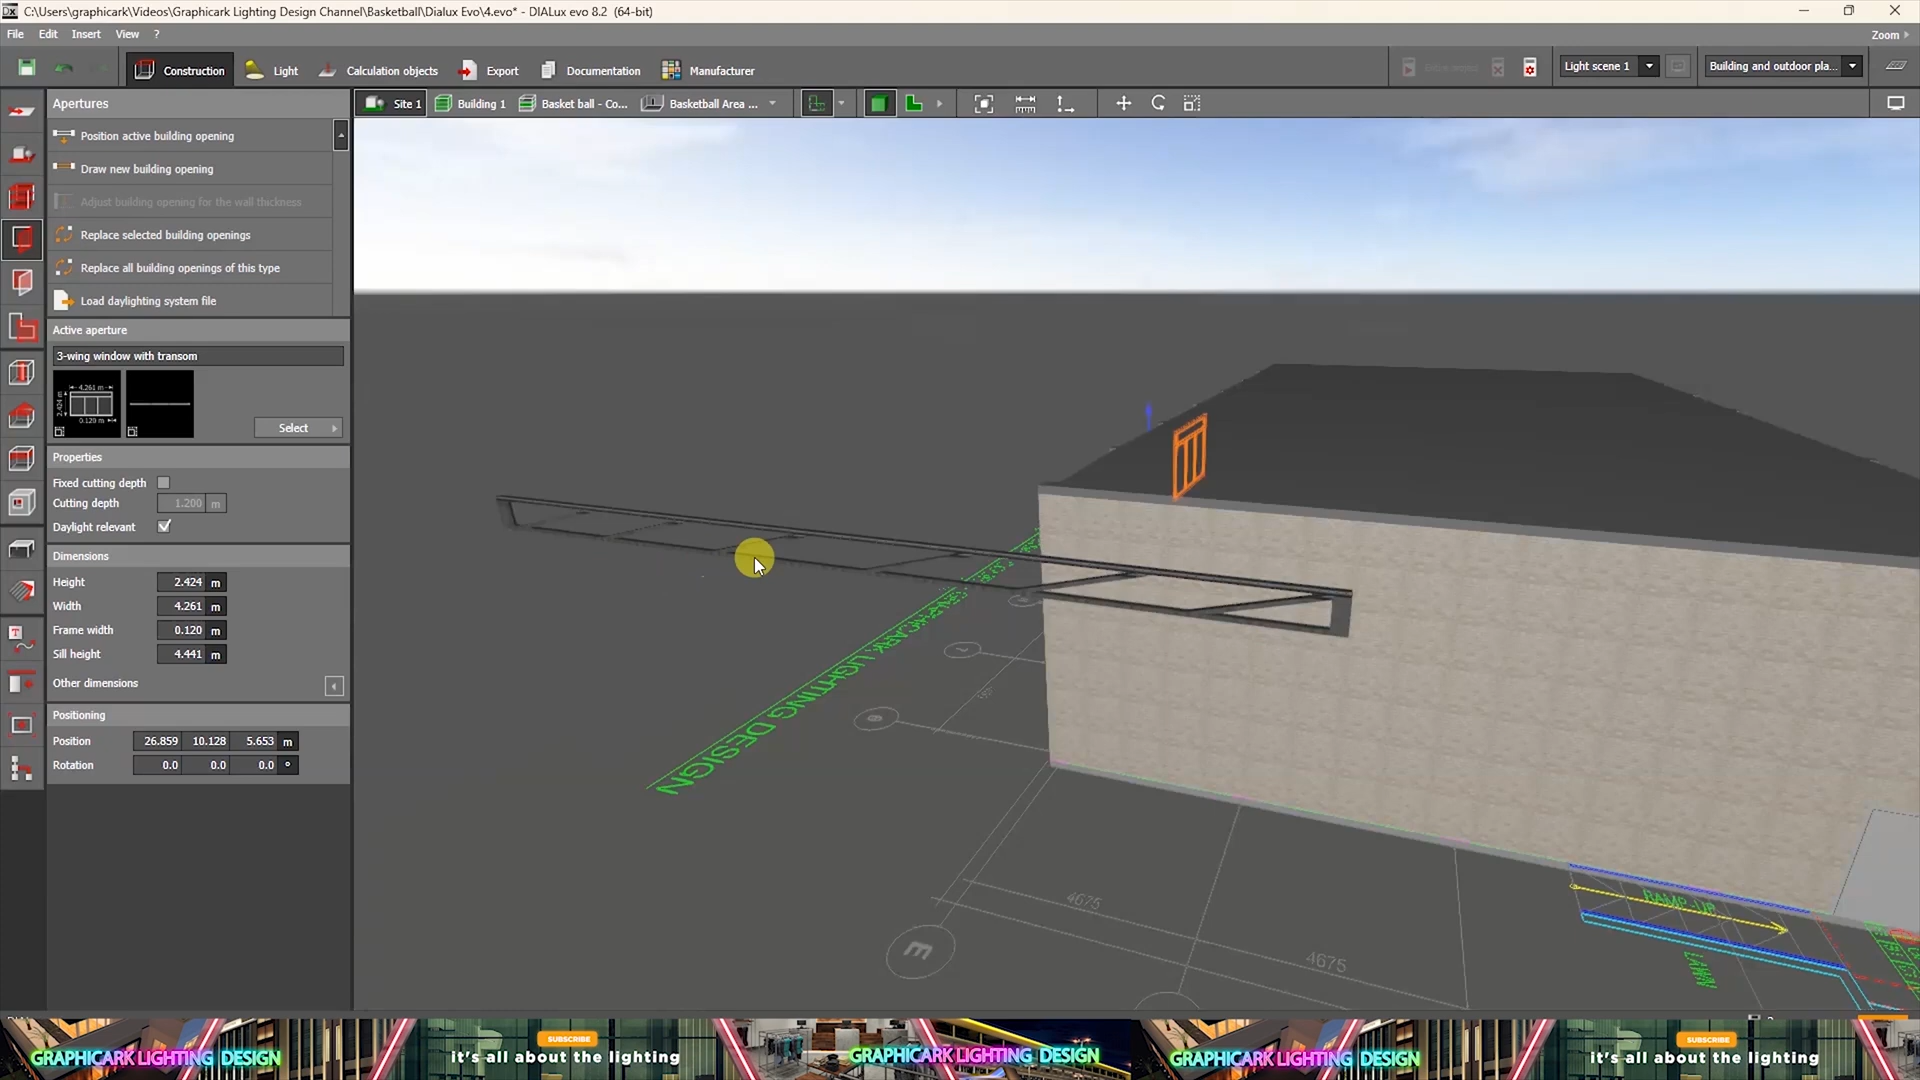 C:\Users\graphicark\Videos\Graphicark Lighting Design Channel\Basketball\Dialux Evo\4.evo* - DIALux evo 8.2 (64-bit)
File Edit Insert View ?
Zoom
Construction Light Calculation objects Export Documentation Manufacturer
Light scene 1 Building and outdoor pla...
Apertures
Site 1 Building 1 Basket ball - Co... Basketball Area ...
Position active building opening
Draw new building opening
Adjust building opening for the wall thickness
Replace selected building openings
Replace all building openings of this type
Load daylighting system file
Active aperture
3-wing window with transom
4.261 m
2.424 m
0.120 m
Select
Properties
Fixed cutting depth
Cutting depth 1.200 m
Daylight relevant
Dimensions
Height 2.424 m
Width 4.261 m
Frame width 0.120 m
Sill height 4.441 m
Other dimensions
Positioning
Position 26.859 10.128 5.653 m
Rotation 0.0 0.0 0.0 °
GRAPHICARK LIGHTING DESIGN
4675
4675
E
RAMP-UP
LAWN
GRAPHICARK LIGHTING DESIGN
SUBSCRIBE
it's all about the lighting
GRAPHICARK LIGHTING DESIGN
GRAPHICARK LIGHTING DESIGN
SUBSCRIBE
it's all about the lighting